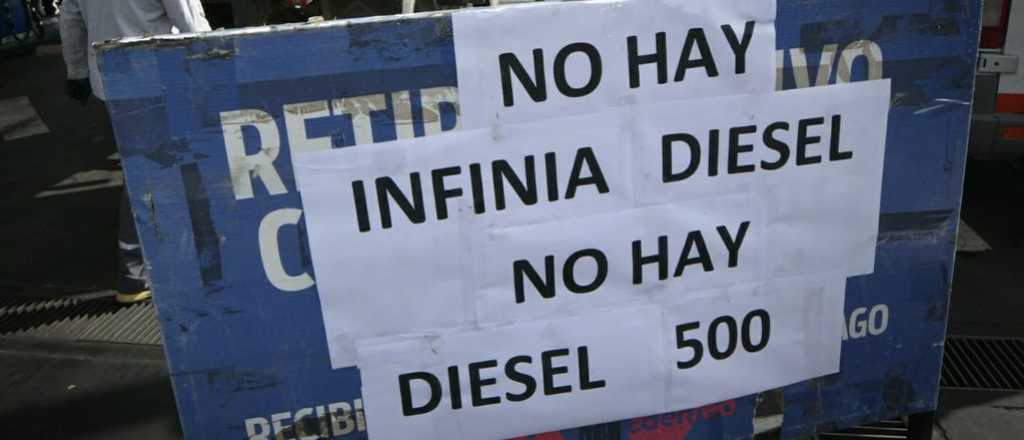 NO HAY
INFINIA DIESEL
NO HAY
DIESEL 500